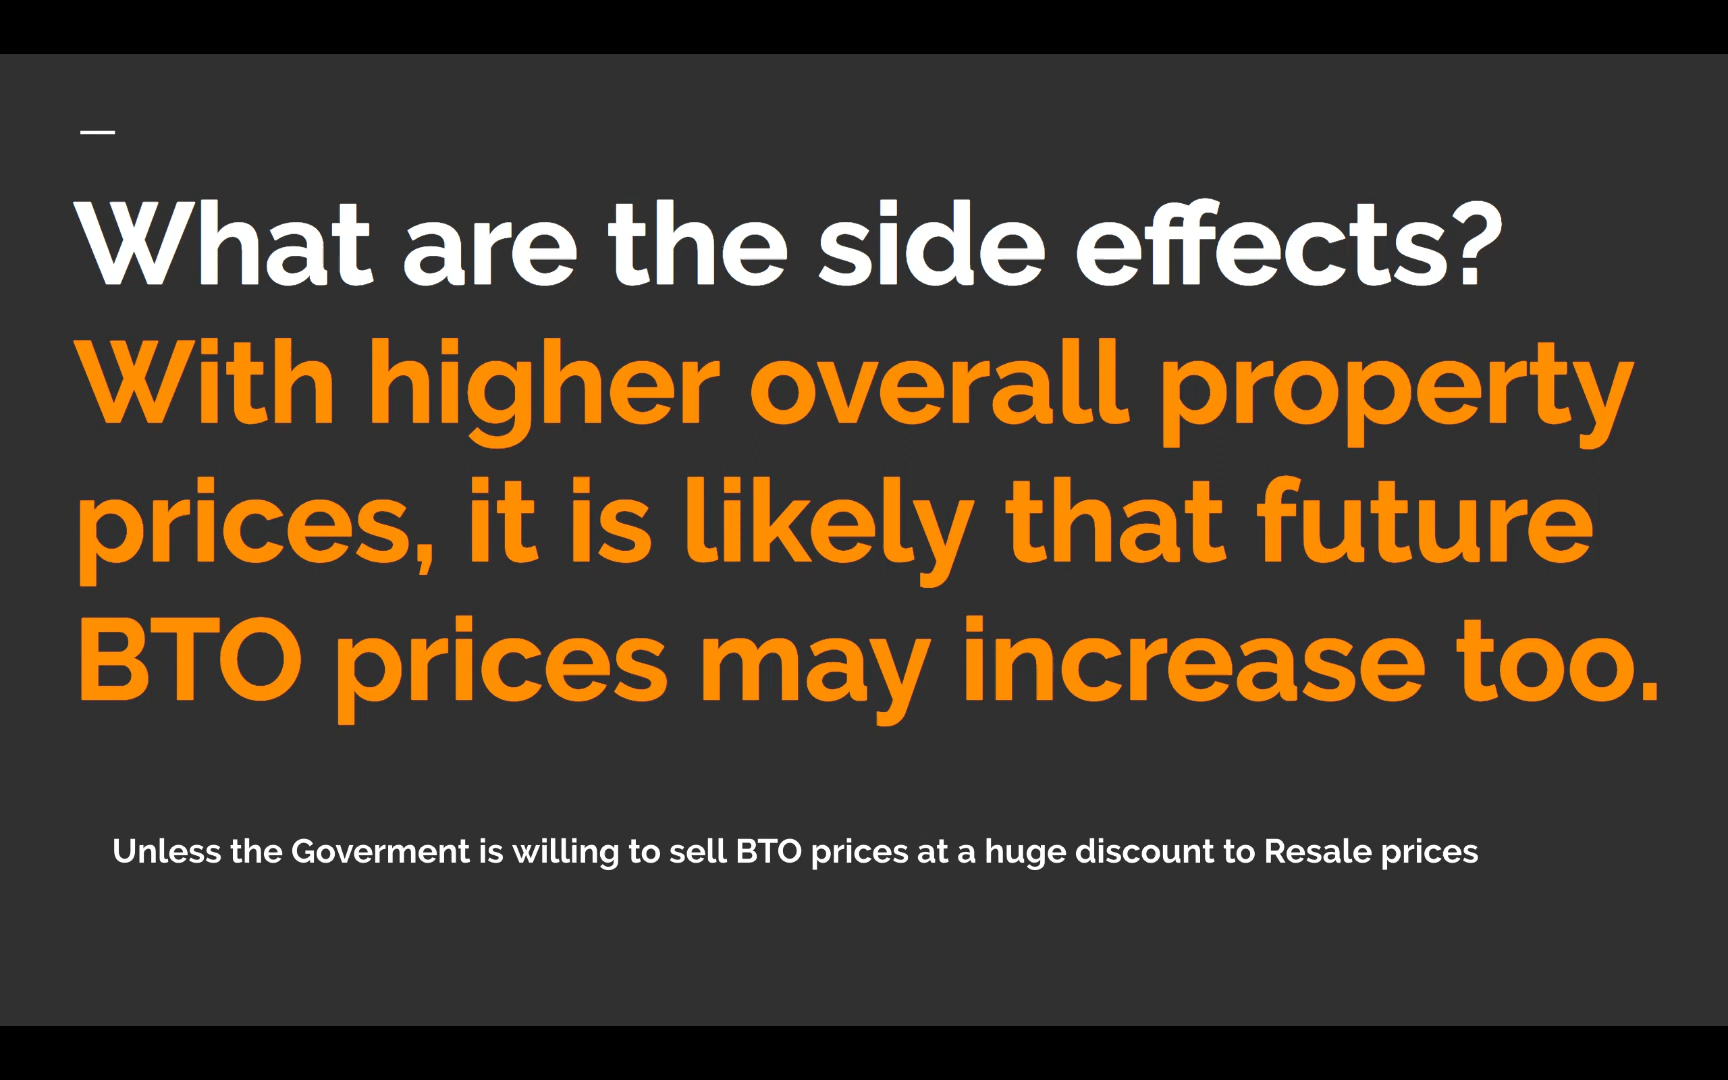 What are the side effects?
With higher overall property
prices, it is likely that future
BTO prices may increase too.
Unless the Goverment is willing to sell BTO prices at a huge discount to Resale prices